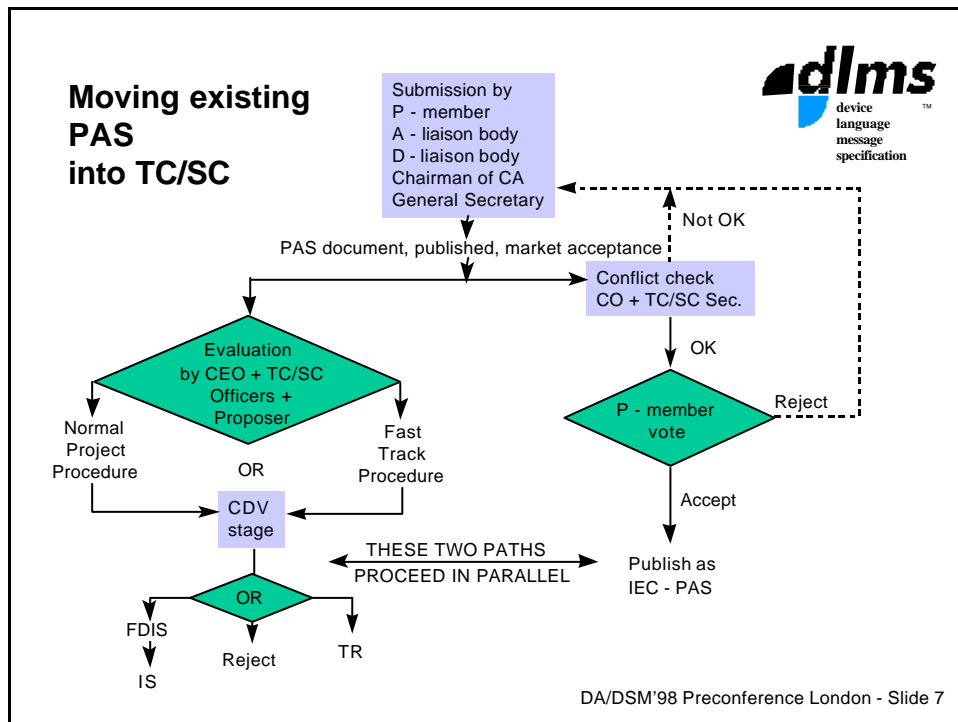 Moving existing
PAS
into TC/SC
dlms
TM
device
language
message
specification
Submission by
P - member
A - liaison body
D - liaison body
Chairman of CA
General Secretary
Not OK
PAS document, published, market acceptance
Conflict check
CO + TC/SC Sec.
OK
Evaluation
by CEO + TC/SC
Officers +
Proposer
P - member
vote
Reject
Normal
Project
Procedure
OR
Fast
Track
Procedure
Accept
CDV
stage
THESE TWO PATHS
PROCEED IN PARALLEL
Publish as
IEC - PAS
OR
FDIS
IS
Reject
TR
DA/DSM'98 Preconference London - Slide 7